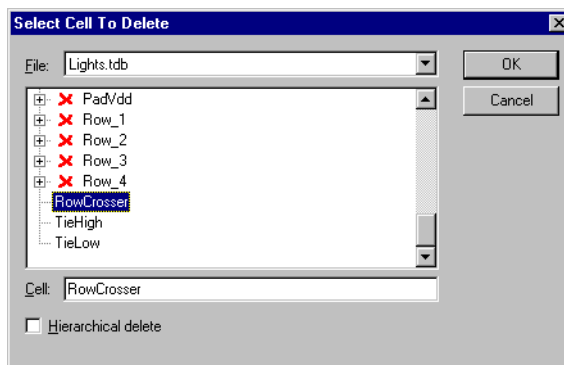 Select Cell To Delete
File: Lights.tdb OK
PadVdd Cancel
Row_1
Row_2
Row_3
Row_4
RowCrosser
TieHigh
TieLow
Cell: RowCrosser
Hierarchical delete